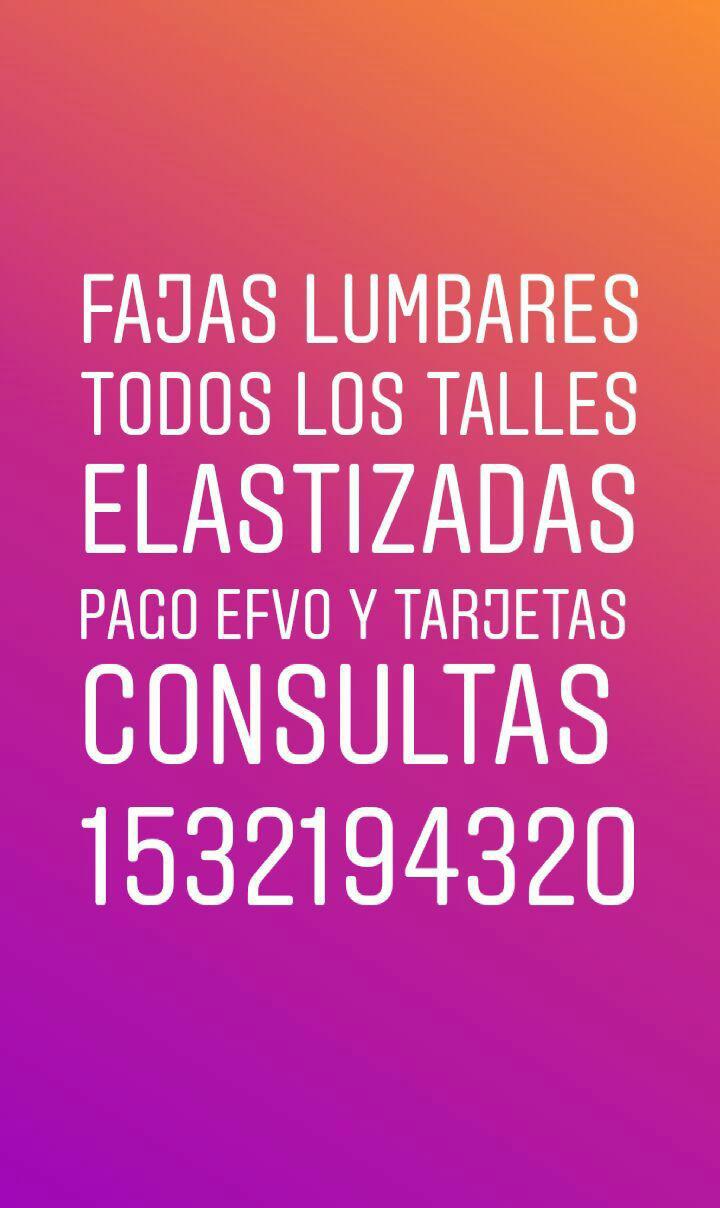 FAJAS LUMBARES
TODOS LOS TALLES
ELASTIZADAS
PAGO EFVO Y TARJETAS
CONSULTAS
1532194320